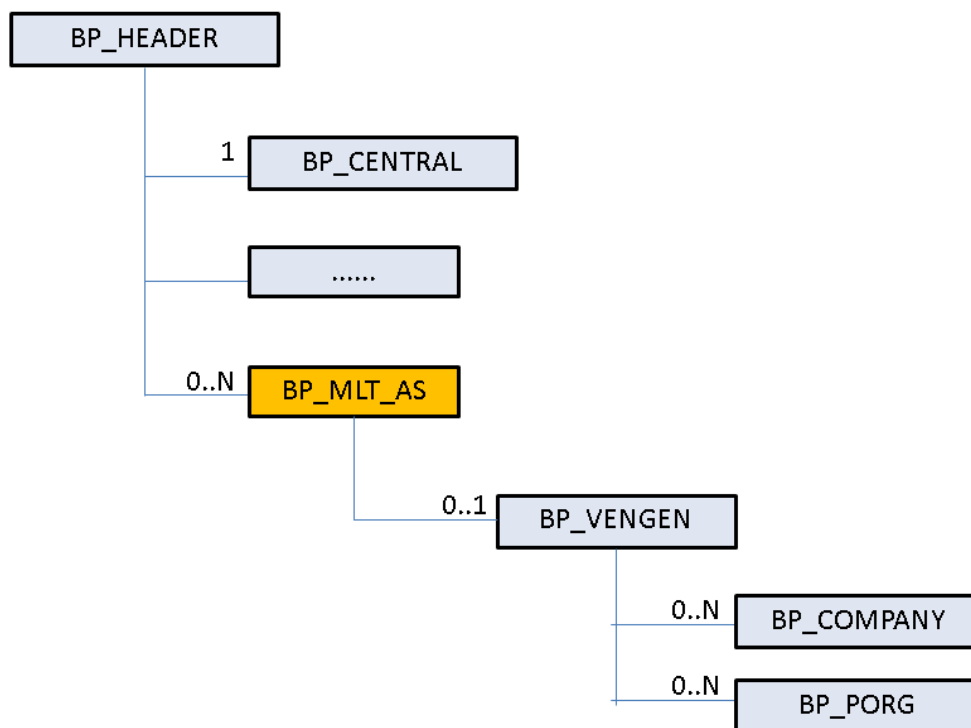 BP_HEADER
1
BP_CENTRAL
......
0..N
BP_MLT_AS
0..1
BP_VENGEN
0..N
BP_COMPANY
0..N
BP_PORG